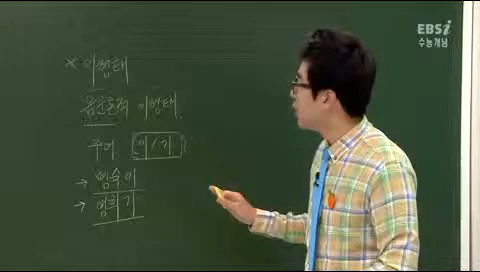 EBSi
수능개념
× 이형태
음운론적 이형태
주어 (이/가)
→ 영숙이
→ 영희가